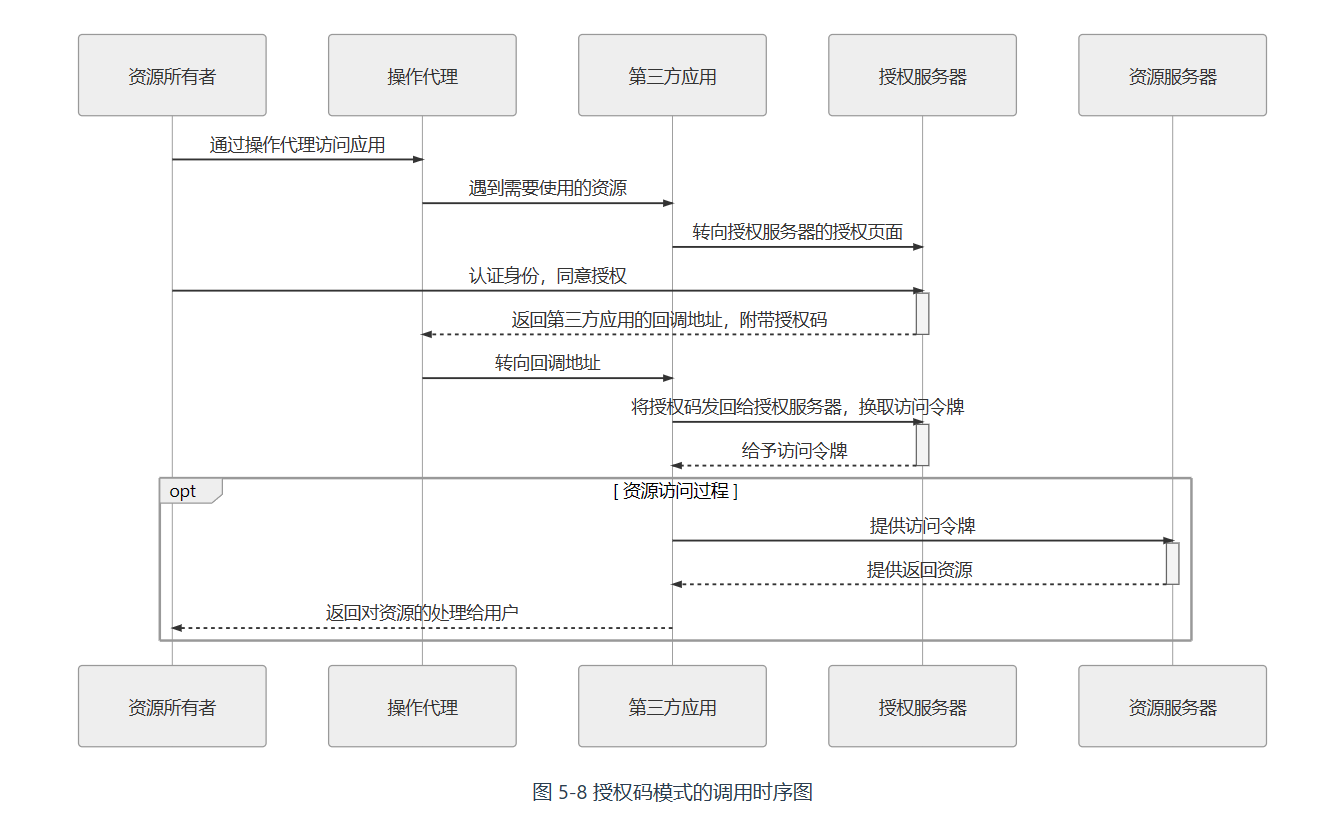 资源所有者
操作代理
第三方应用
授权服务器
资源服务器
通过操作代理访问应用
遇到需要使用的资源
转向授权服务器的授权页面
认证身份，同意授权
返回第三方应用的回调地址，附带授权码
转向回调地址
将授权码发回给授权服务器，换取访问令牌
给予访问令牌
opt
[ 资源访问过程 ]
提供访问令牌
提供返回资源
返回对资源的处理给用户
资源所有者
操作代理
第三方应用
授权服务器
资源服务器
图 5-8 授权码模式的调用时序图